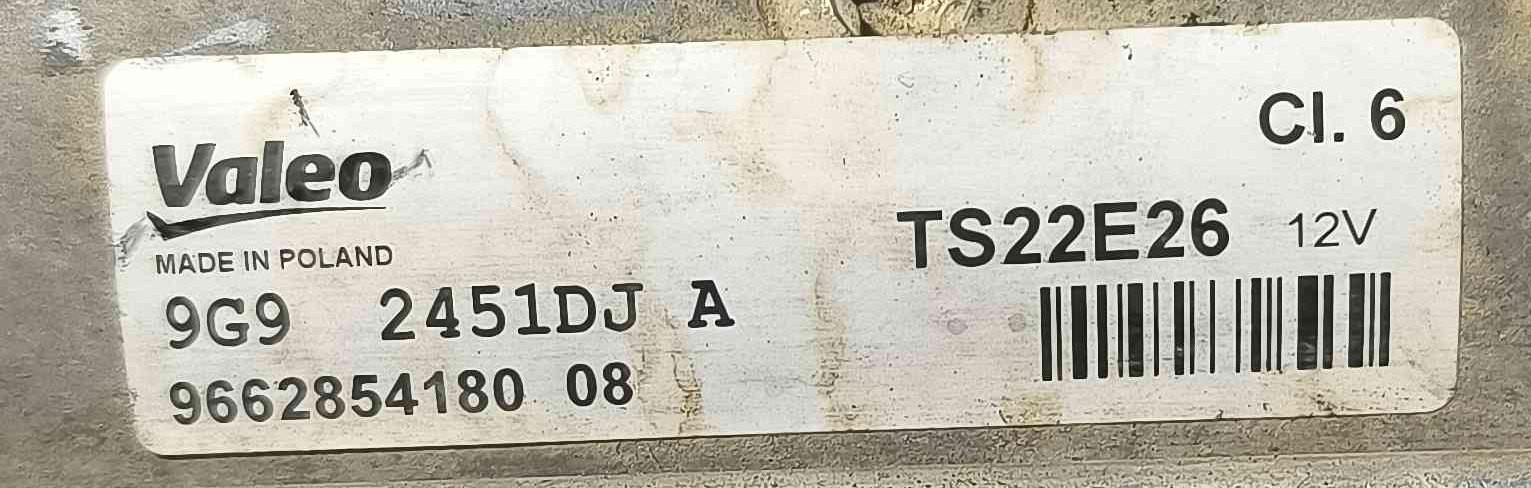 Cl. 6
Valeo
TS22E26 12V
MADE IN POLAND
9G9 2451DJ A
9662854180 08